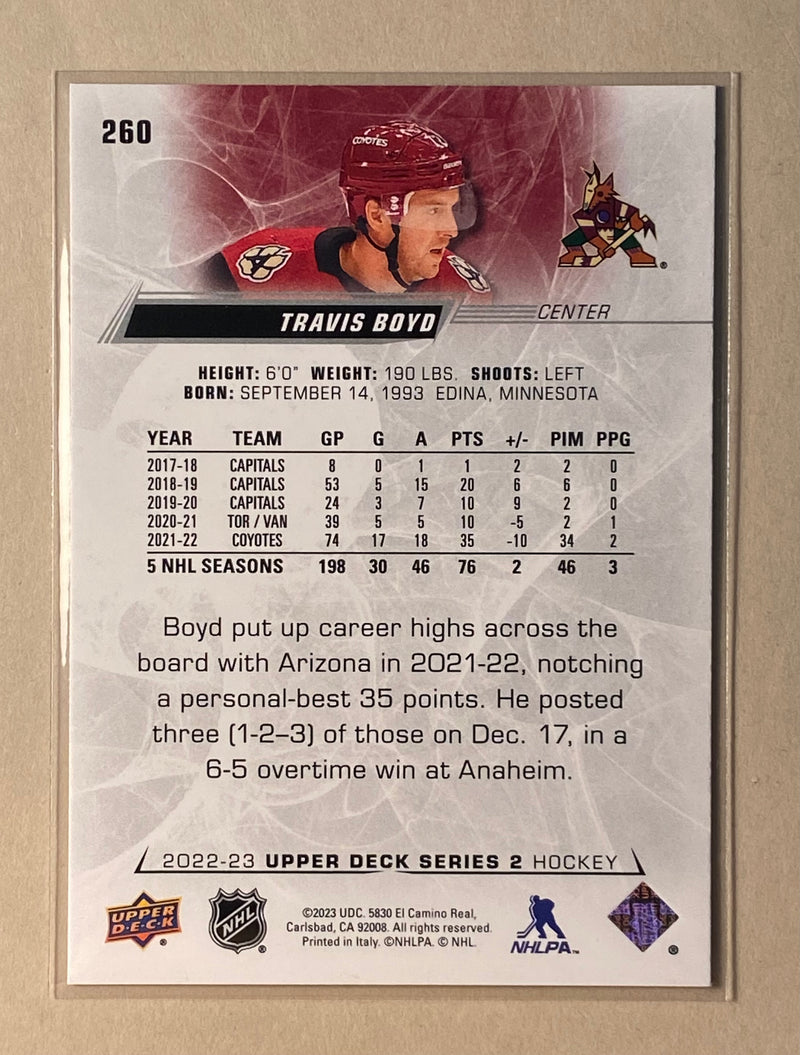 260
COYOTES
TRAVIS BOYD
CENTER
HEIGHT: 6'0" WEIGHT: 190 LBS. SHOOTS: LEFT
BORN: SEPTEMBER 14, 1993 EDINA, MINNESOTA
YEAR TEAM GP G A PTS +/- PIM PPG
2017-18 CAPITALS 8 0 1 1 2 2 0
2018-19 CAPITALS 53 5 15 20 6 6 0
2019-20 CAPITALS 24 3 7 10 9 2 0
2020-21 TOR / VAN 39 5 5 10 -5 2 1
2021-22 COYOTES 74 17 18 35 -10 34 2
5 NHL SEASONS 198 30 46 76 2 46 3
Boyd put up career highs across the
board with Arizona in 2021-22, notching
a personal-best 35 points. He posted
three (1-2–3) of those on Dec. 17, in a
6-5 overtime win at Anaheim.
2022-23 UPPER DECK SERIES 2 HOCKEY
UPPER
D·E·C·K
®
NHL
®
©2023 UDC. 5830 El Camino Real,
Carlsbad, CA 92008. All rights reserved.
Printed in Italy. ©NHLPA. © NHL.
NHLPA™
®